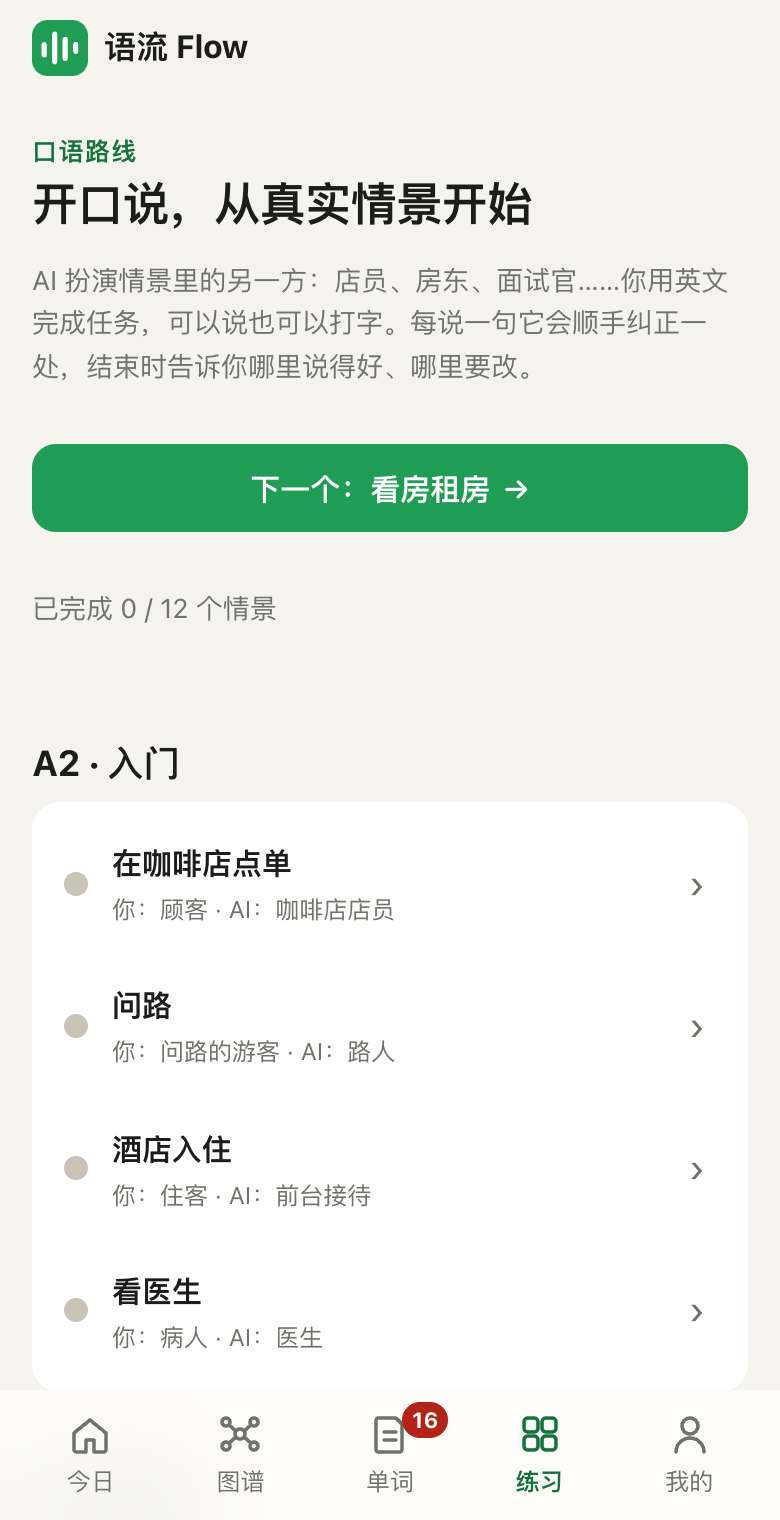 语流 Flow
口语路线
开口说，从真实情景开始
AI 扮演情景里的另一方：店员、房东、面试官……你用英文
完成任务，可以说也可以打字。每说一句它会顺手纠正一
处，结束时告诉你哪里说得好、哪里要改。
下一个：看房租房 →
已完成 0 / 12 个情景
A2 · 入门
在咖啡店点单
你：顾客 · AI：咖啡店店员
问路
你：问路的游客 · AI：路人
酒店入住
你：住客 · AI：前台接待
看医生
你：病人 · AI：医生
16
今日 图谱 单词 练习 我的